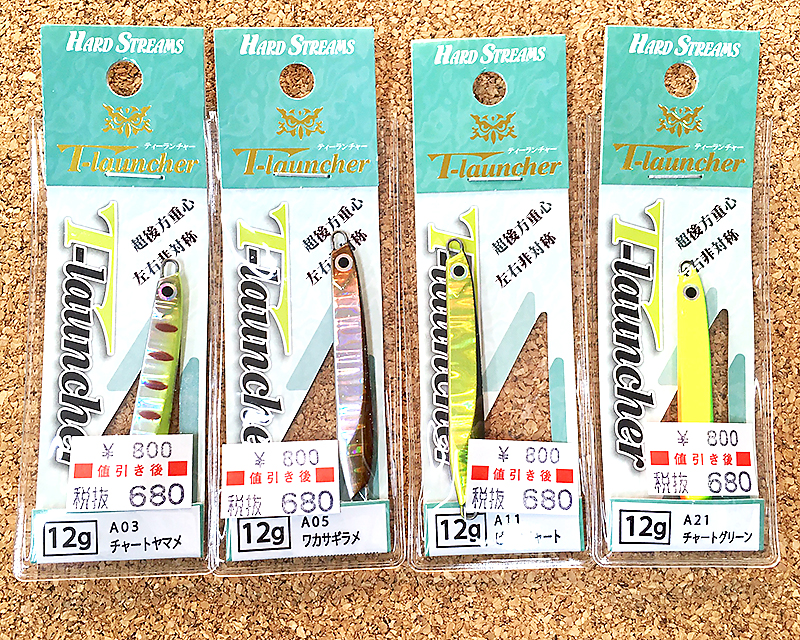 HARD STREAMS
ティーランチャー
T-launcher
超後方重心
左右非対称
T-launcher
¥ 800
値引き後
税抜 680
12g
A03
チャートヤマメ
HARD STREAMS
ティーランチャー
T-launcher
超後方重心
左右非対称
T-launcher
¥ 800
値引き後
税抜 680
12g
A05
ワカサギラメ
HARD STREAMS
ティーランチャー
T-launcher
超後方重心
左右非対称
T-launcher
¥ 800
値引き後
税抜 680
12g
A11
HARD STREAMS
ティーランチャー
T-launcher
超後方重心
左右非対称
T-launcher
¥ 800
値引き後
税抜 680
12g
A21
チャートグリーン